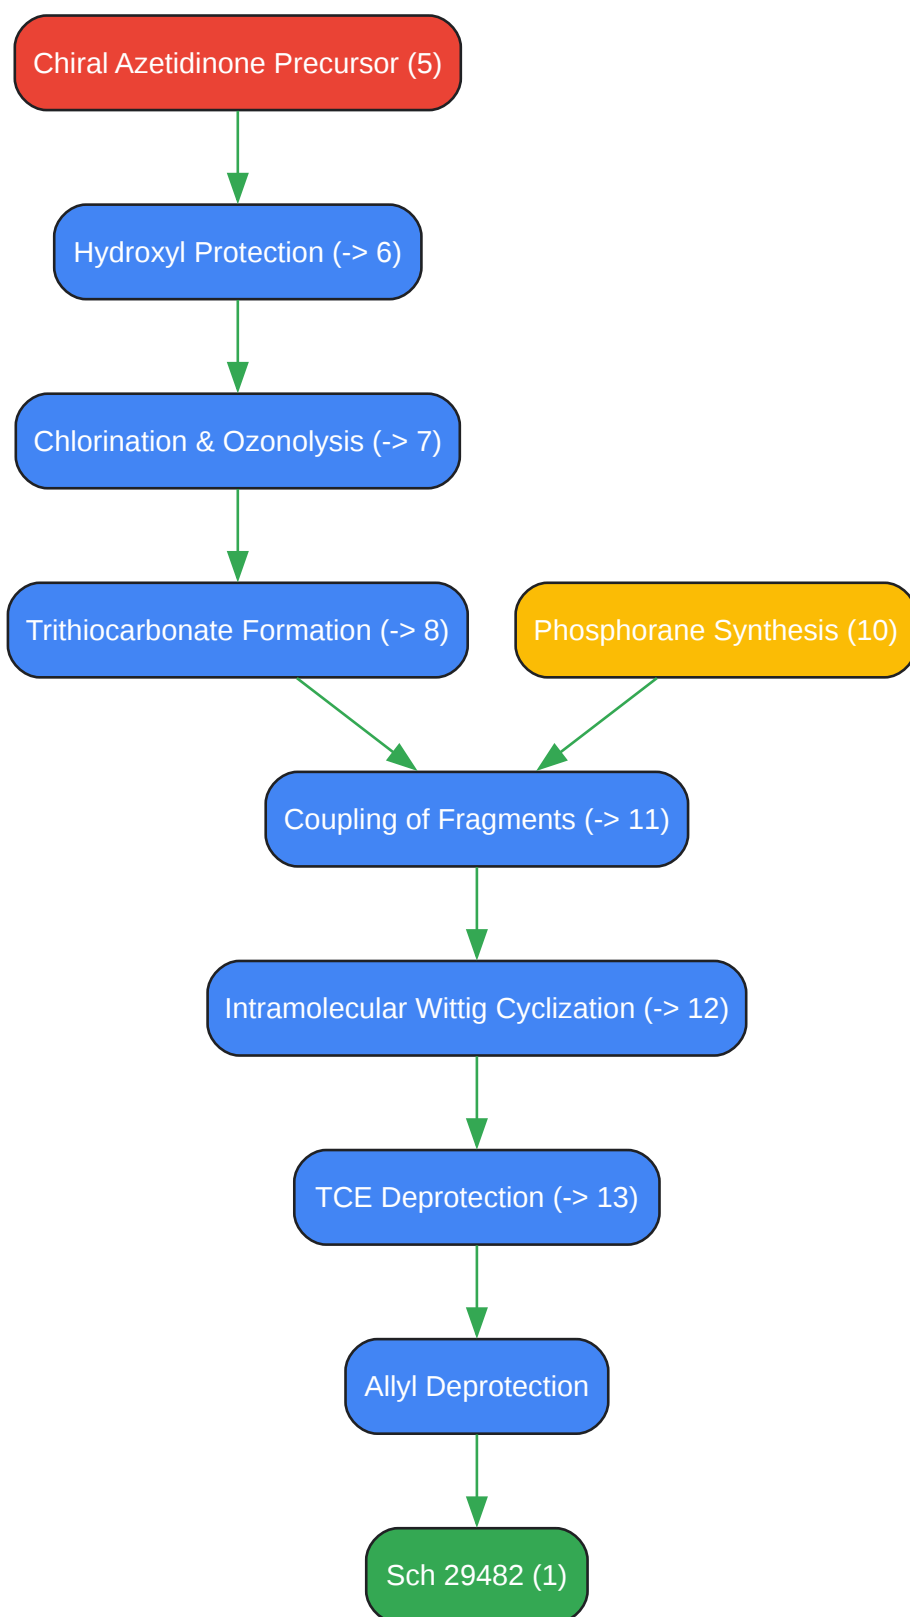 Chiral Azetidinone Precursor (5)
Hydroxyl Protection (-> 6)
Chlorination & Ozonolysis (-> 7)
Trithiocarbonate Formation (-> 8)
Phosphorane Synthesis (10)
Coupling of Fragments (-> 11)
Intramolecular Wittig Cyclization (-> 12)
TCE Deprotection (-> 13)
Allyl Deprotection
Sch 29482 (1)